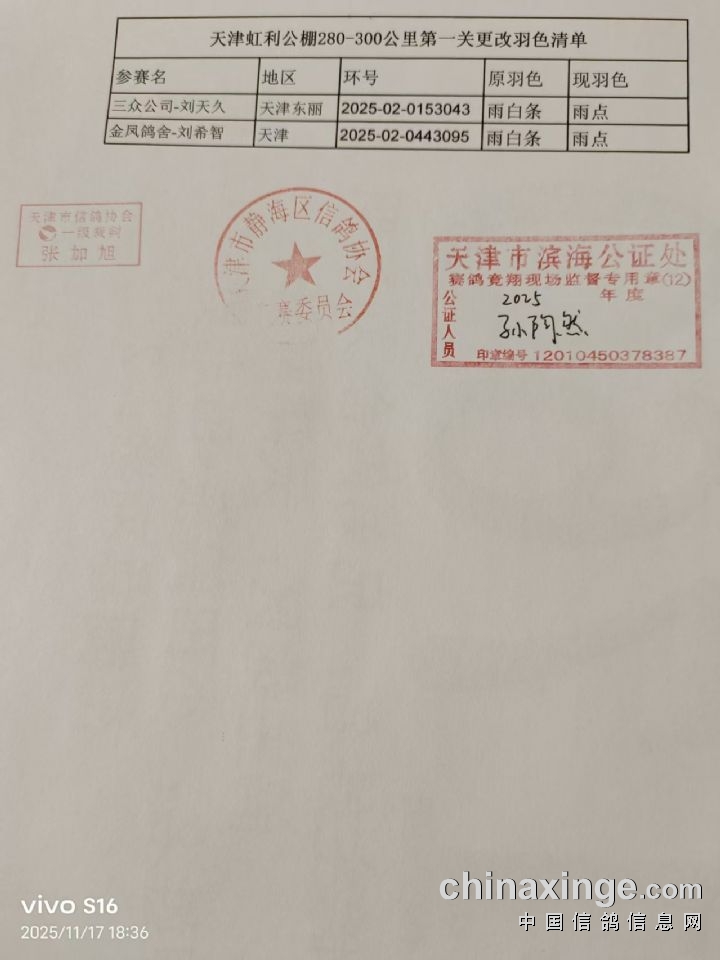 天津虹利公棚280-300公里第一关更改羽色清单
参赛名 地区 环号 原羽色 现羽色
三众公司-刘天久 天津东丽 2025-02-0153043 雨白条 雨点
金凤鸽舍-刘希智 天津 2025-02-0443095 雨白条 雨点
天津市信鸽协会
一级裁判
张加旭
天津市静海区信鸽协会
赛委员会
天津市滨海公证处
赛鸽竞翔现场监督专用章(12)
2025 年度
公证人员 孙陶然
印章编号 12010450378387
chinaxinge.com
中国信鸽信息网
vivo S16
2025/11/17 18:36